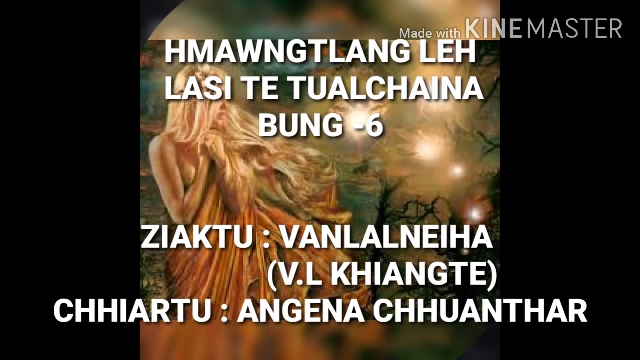 Made with KINEMASTER
HMAWNGTLANG LEH
LASI TE TUALCHAINA
BUNG -6
ZIAKTU : VANLALNEIHA
(V.L KHIANGTE)
CHHIARTU : ANGENA CHHUANTHAR